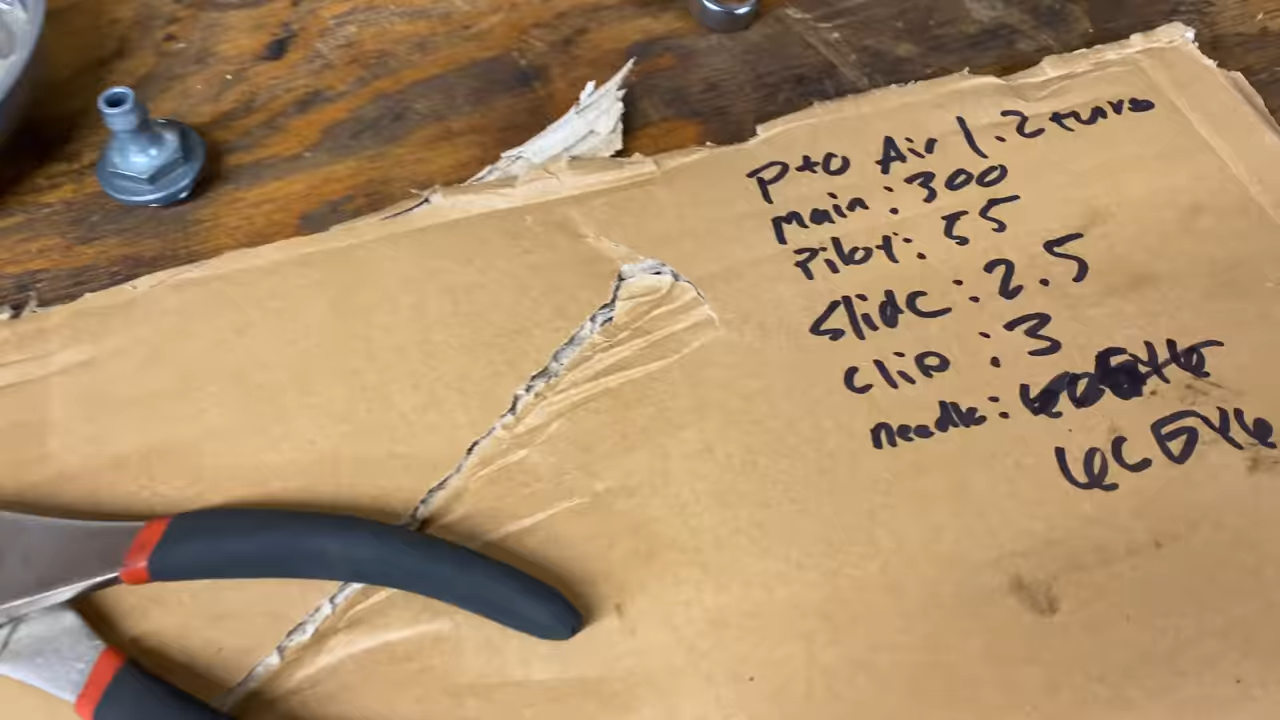 PTO Air 1.2 turns
Main: 300
Pilot: 55
Slide: 2.5
Clip: 3
needle:
6CEY6